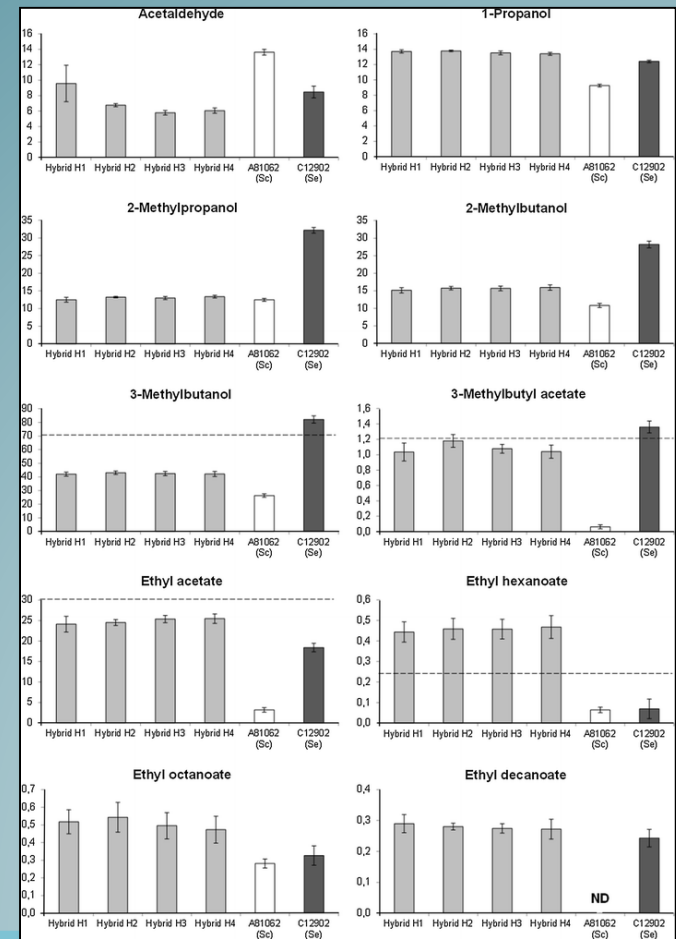 Acetaldehyde
16
14
12
10
8
6
4
2
0
Hybrid H1 Hybrid H2 Hybrid H3 Hybrid H4 A81062 C12902
(Sc) (Se)
1-Propanol
16
14
12
10
8
6
4
2
0
Hybrid H1 Hybrid H2 Hybrid H3 Hybrid H4 A81062 C12902
(Sc) (Se)
2-Methylpropanol
35
30
25
20
15
10
5
0
Hybrid H1 Hybrid H2 Hybrid H3 Hybrid H4 A81062 C12902
(Sc) (Se)
2-Methylbutanol
35
30
25
20
15
10
5
0
Hybrid H1 Hybrid H2 Hybrid H3 Hybrid H4 A81062 C12902
(Sc) (Se)
3-Methylbutanol
90
80
70
60
50
40
30
20
10
0
Hybrid H1 Hybrid H2 Hybrid H3 Hybrid H4 A81062 C12902
(Sc) (Se)
3-Methylbutyl acetate
1,6
1,4
1,2
1,0
0,8
0,6
0,4
0,2
0,0
Hybrid H1 Hybrid H2 Hybrid H3 Hybrid H4 A81062 C12902
(Sc) (Se)
Ethyl acetate
30
25
20
15
10
5
0
Hybrid H1 Hybrid H2 Hybrid H3 Hybrid H4 A81062 C12902
(Sc) (Se)
Ethyl hexanoate
0,6
0,5
0,4
0,3
0,2
0,1
0,0
Hybrid H1 Hybrid H2 Hybrid H3 Hybrid H4 A81062 C12902
(Sc) (Se)
Ethyl octanoate
0,7
0,6
0,5
0,4
0,3
0,2
0,1
0,0
Hybrid H1 Hybrid H2 Hybrid H3 Hybrid H4 A81062 C12902
(Sc) (Se)
Ethyl decanoate
0,4
0,3
0,2
0,1
0,0
ND
Hybrid H1 Hybrid H2 Hybrid H3 Hybrid H4 A81062 C12902
(Sc) (Se)